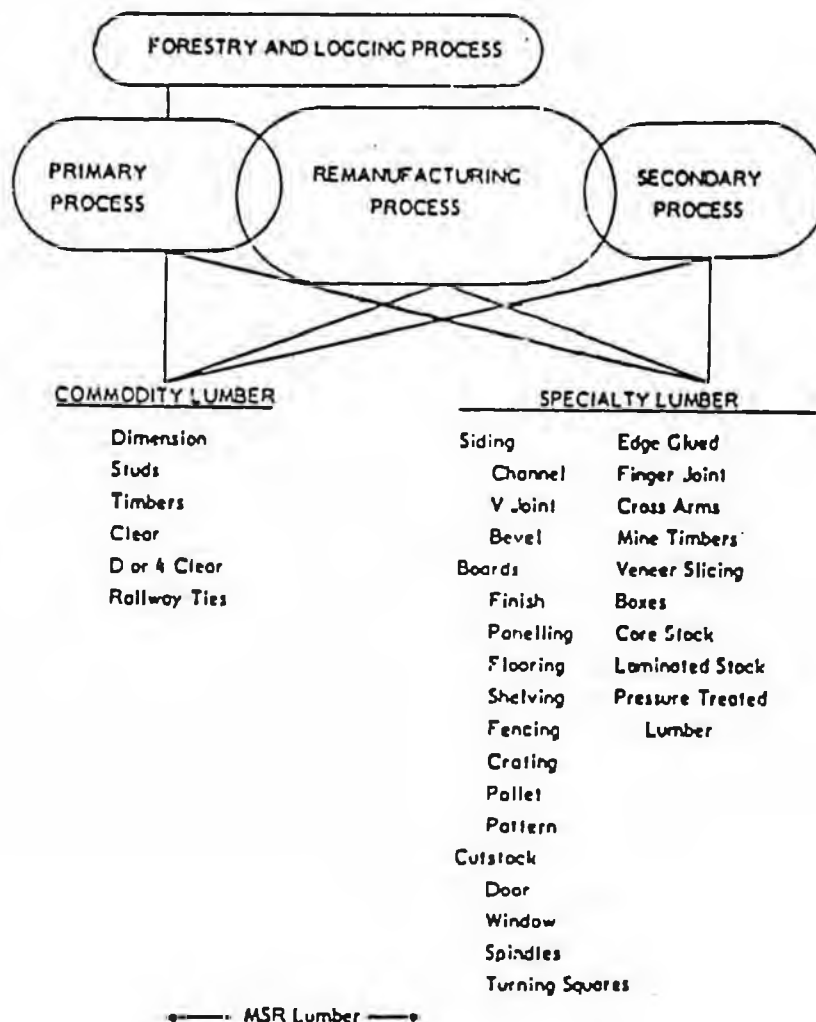 FORESTRY AND LOGGING PROCESS
PRIMARY
PROCESS
REMANUFACTURING
PROCESS
SECONDARY
PROCESS
COMMODITY LUMBER
Dimension
Studs
Timbers
Clear
D or 4 Clear
Railway Ties
SPECIALTY LUMBER
Siding
Channel
V Joint
Bevel
Boards
Finish
Panelling
Flooring
Shelving
Fencing
Crating
Pallet
Pattern
Cutstock
Door
Window
Spindles
Turning Squares
Edge Glued
Finger Joint
Cross Arms
Mine Timbers
Veneer Slicing
Boxes
Core Stock
Laminated Stock
Pressure Treated
Lumber
MSR Lumber